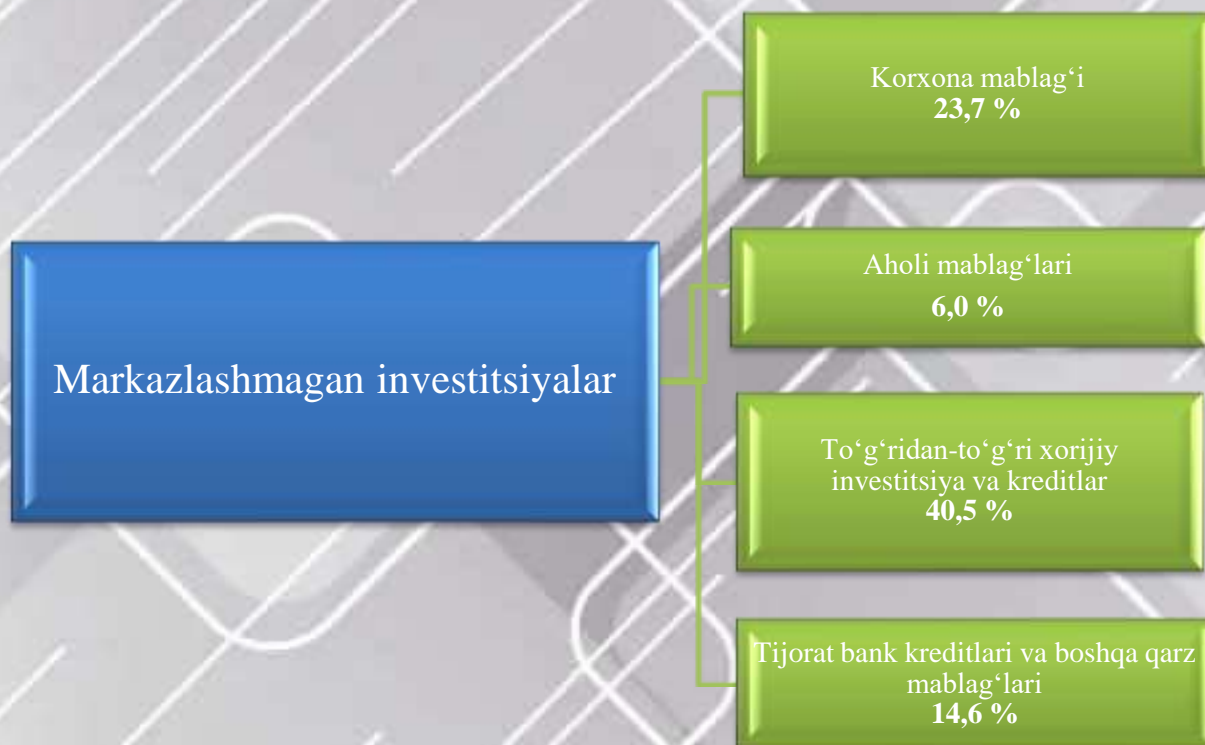 Korxona mablag‘i
23,7 %
Aholi mablag‘lari
6,0 %
Markazlashmagan investitsiyalar
To‘g‘ridan-to‘g‘ri xorijiy
investitsiya va kreditlar
40,5 %
Tijorat bank kreditlari va boshqa qarz
mablag‘lari
14,6 %